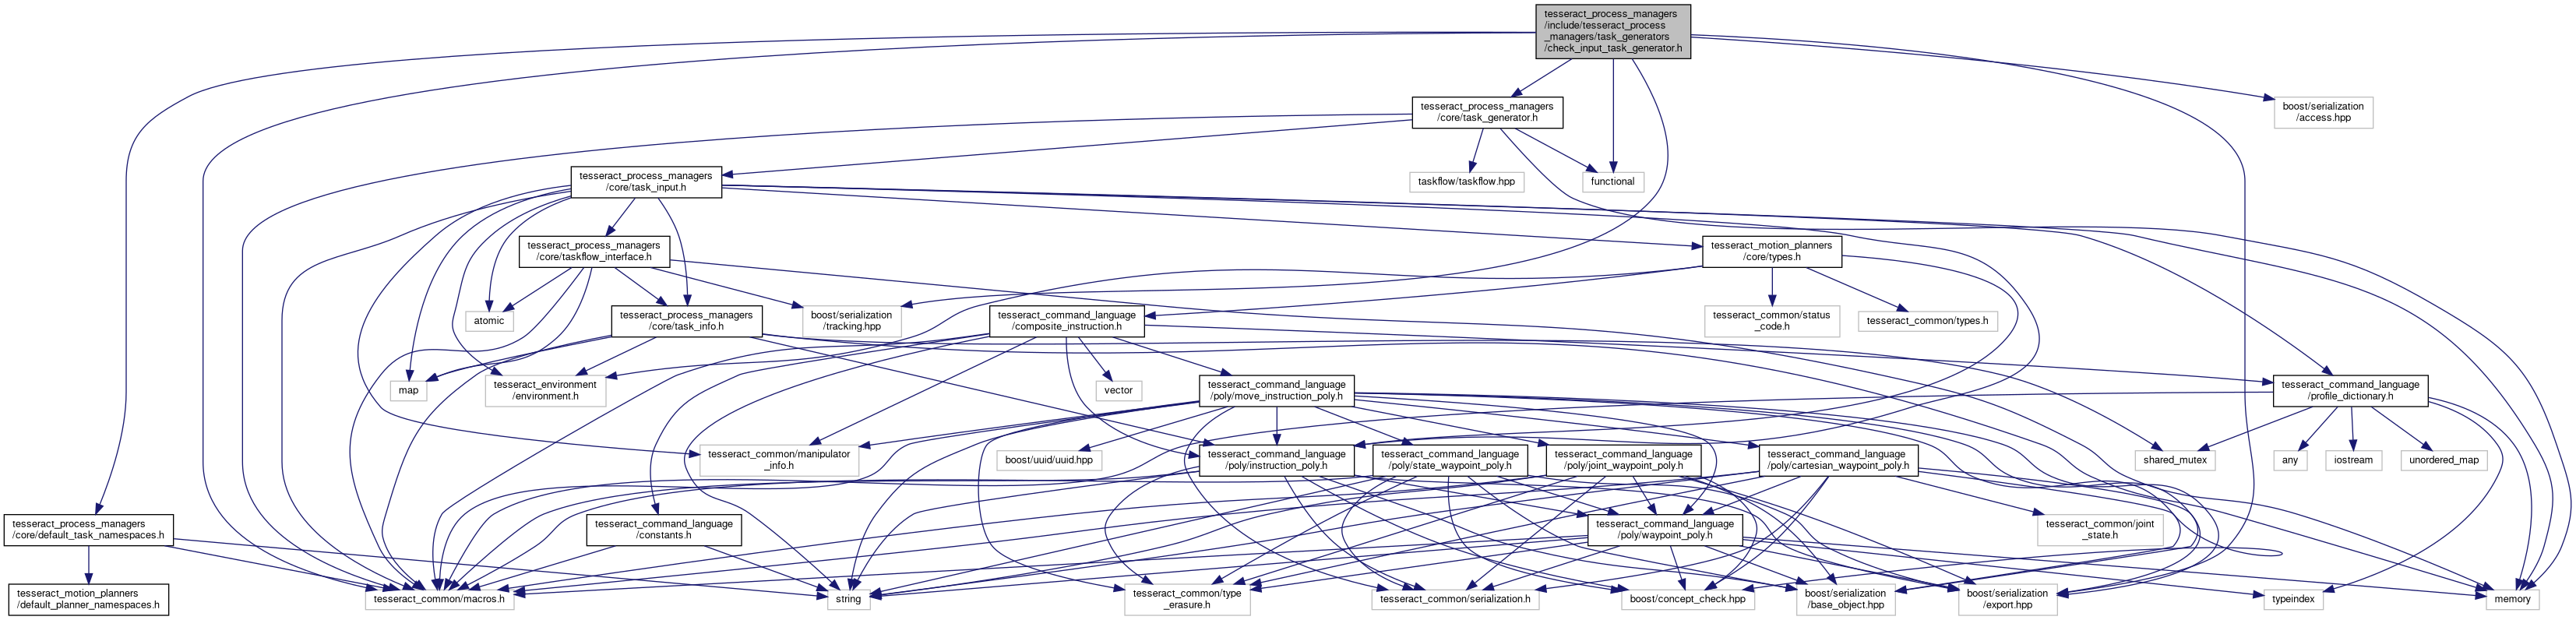 tesseract_process_managers
/include/tesseract_process
_managers/task_generators
/check_input_task_generator.h
tesseract_process_managers
/core/task_generator.h
boost/serialization
/access.hpp
tesseract_process_managers
/core/task_input.h
taskflow/taskflow.hpp
functional
tesseract_process_managers
/core/taskflow_interface.h
tesseract_motion_planners
/core/types.h
atomic
tesseract_process_managers
/core/task_info.h
boost/serialization
/tracking.hpp
tesseract_command_language
/composite_instruction.h
tesseract_common/status
_code.h
tesseract_common/types.h
map
tesseract_environment
/environment.h
vector
tesseract_command_language
/poly/move_instruction_poly.h
tesseract_command_language
/profile_dictionary.h
tesseract_common/manipulator
_info.h
boost/uuid/uuid.hpp
tesseract_command_language
/poly/instruction_poly.h
tesseract_command_language
/poly/state_waypoint_poly.h
tesseract_command_language
/poly/joint_waypoint_poly.h
tesseract_command_language
/poly/cartesian_waypoint_poly.h
shared_mutex
any
iostream
unordered_map
tesseract_process_managers
/core/default_task_namespaces.h
tesseract_command_language
/constants.h
tesseract_command_language
/poly/waypoint_poly.h
tesseract_common/joint
_state.h
tesseract_motion_planners
/default_planner_namespaces.h
tesseract_common/macros.h
string
tesseract_common/type
_erasure.h
tesseract_common/serialization.h
boost/concept_check.hpp
boost/serialization
/base_object.hpp
boost/serialization
/export.hpp
typeindex
memory